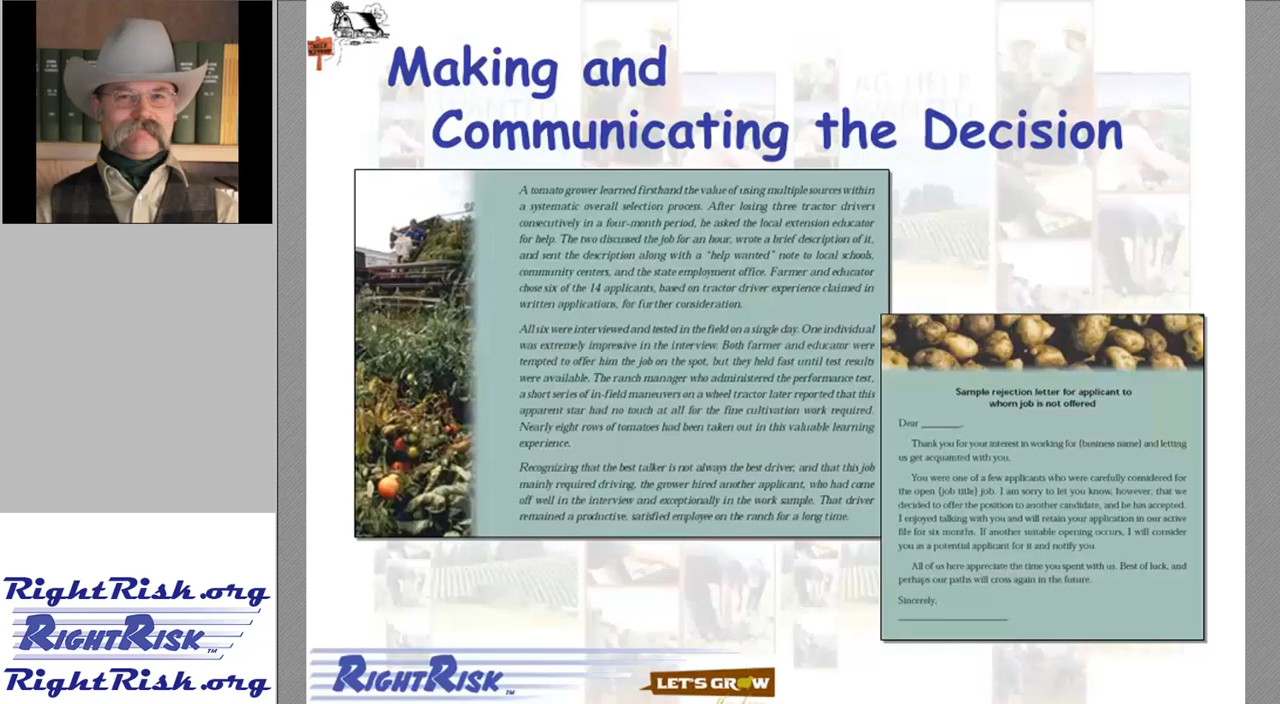 HELP
Making and
Communicating the Decision
A tomato grower learned firsthand the value of using multiple sources within
a systematic overall selection process. After losing three tractor drivers
consecutively in a four-month period, he asked the local extension educator
for help. The two discussed the job for an hour, wrote a brief description of it,
and sent the description along with a "help wanted" note to local schools,
community centers, and the state employment office. Farmer and educator
chose six of the 14 applicants, based on tractor driver experience claimed in
written applications, for further consideration.
All six were interviewed and tested in the field on a single day. One individual
was extremely impressive in the interview. Both farmer and educator were
tempted to offer him the job on the spot, but they held fast until test results
were available. The ranch manager who administered the performance test,
a short series of in-field maneuvers on a wheel tractor later reported that this
apparent star had no touch at all for the fine cultivation work required.
Nearly eight rows of tomatoes had been taken out in this valuable learning
experience.
Recognizing that the best talker is not always the best driver, and that this job
mainly required driving, the grower hired another applicant, who had come
off well in the interview and exceptionally in the work sample. That driver
remained a productive, satisfied employee on the ranch for a long time.
Sample rejection letter for applicant to
whom job is not offered
Dear ________,
Thank you for your interest in working for {business name} and letting
us get acquainted with you.
You were one of a few applicants who were carefully considered for
the open {job title} job. I am sorry to let you know, however, that we
decided to offer the position to another candidate, and he has accepted.
I enjoyed talking with you and will retain your application in our active
file for six months. If another suitable opening occurs, I will consider
you as a potential applicant for it and notify you.
All of us here appreciate the time you spent with us. Best of luck, and
perhaps our paths will cross again in the future.
Sincerely,
RightRisk.org
RIGHTRISK™
RightRisk.org
RIGHTRISK™
LET'S GROW